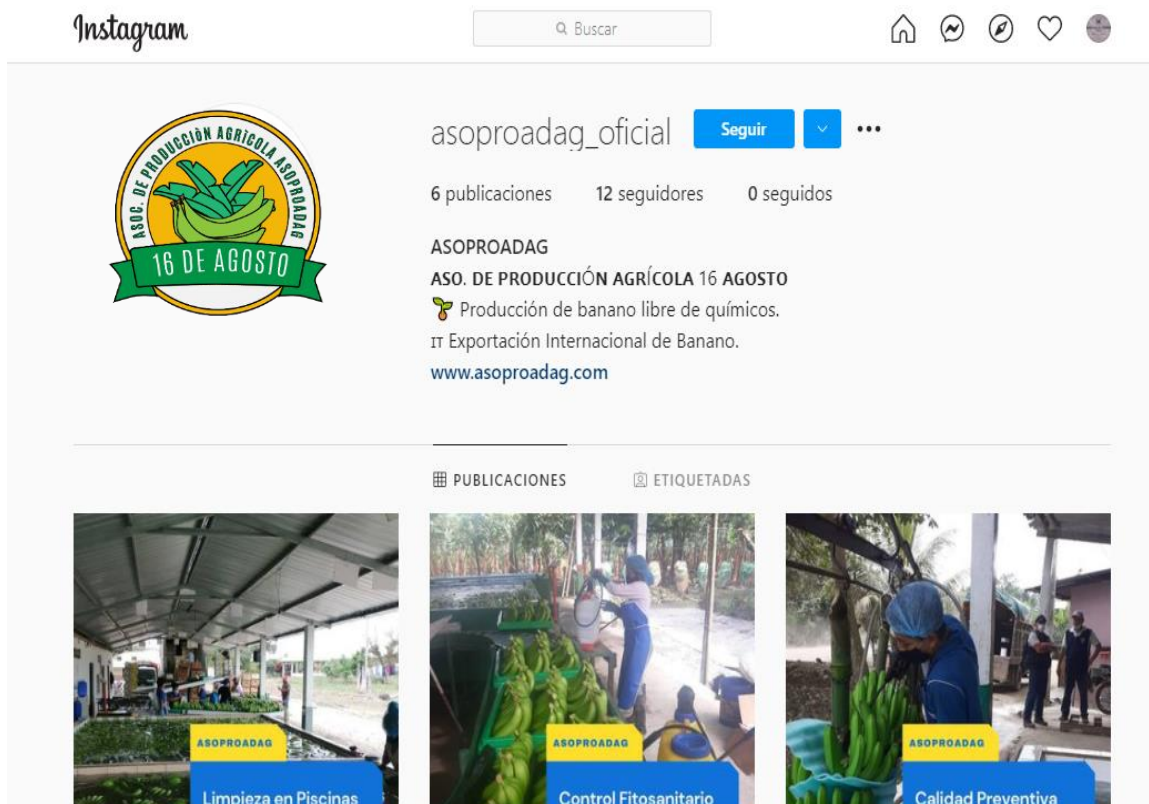 Instagram
Buscar
ASOC. DE PRODUCCIÒN AGRÍCOLA ASOPROADAG
16 DE AGOSTO
asoproadag_oficial Seguir
6 publicaciones 12 seguidores 0 seguidos
ASOPROADAG
ASO. DE PRODUCCIÓN AGRÍCOLA 16 AGOSTO
Producción de banano libre de químicos.
Exportación Internacional de Banano.
www.asoproadag.com
PUBLICACIONES ETIQUETADAS
ASOPROADAG
Limpieza en Piscinas
ASOPROADAG
Control Fitosanitario
ASOPROADAG
Calidad Preventiva